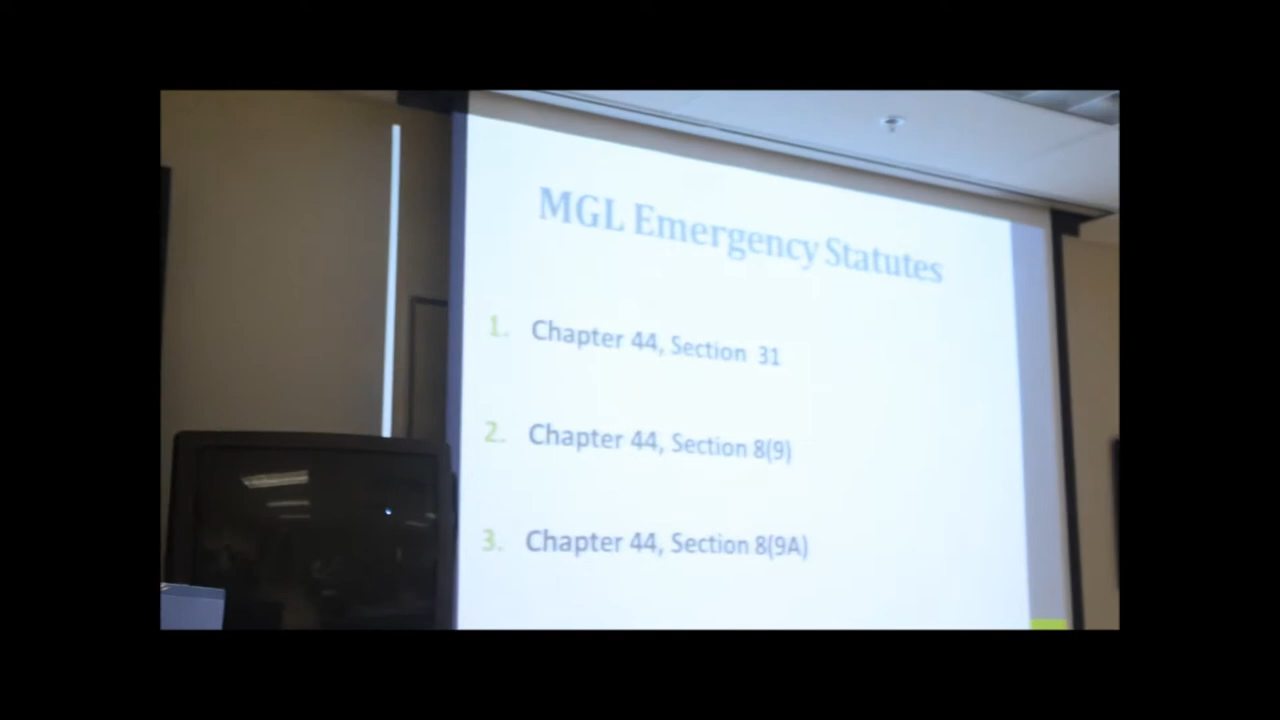 MGL Emergency Statutes
1. Chapter 44, Section 31
2. Chapter 44, Section 8(9)
3. Chapter 44, Section 8(9A)